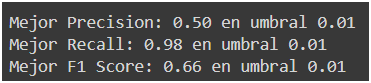 Mejor Precision: 0.50 en umbral 0.01
Mejor Recall: 0.98 en umbral 0.01
Mejor F1 Score: 0.66 en umbral 0.01